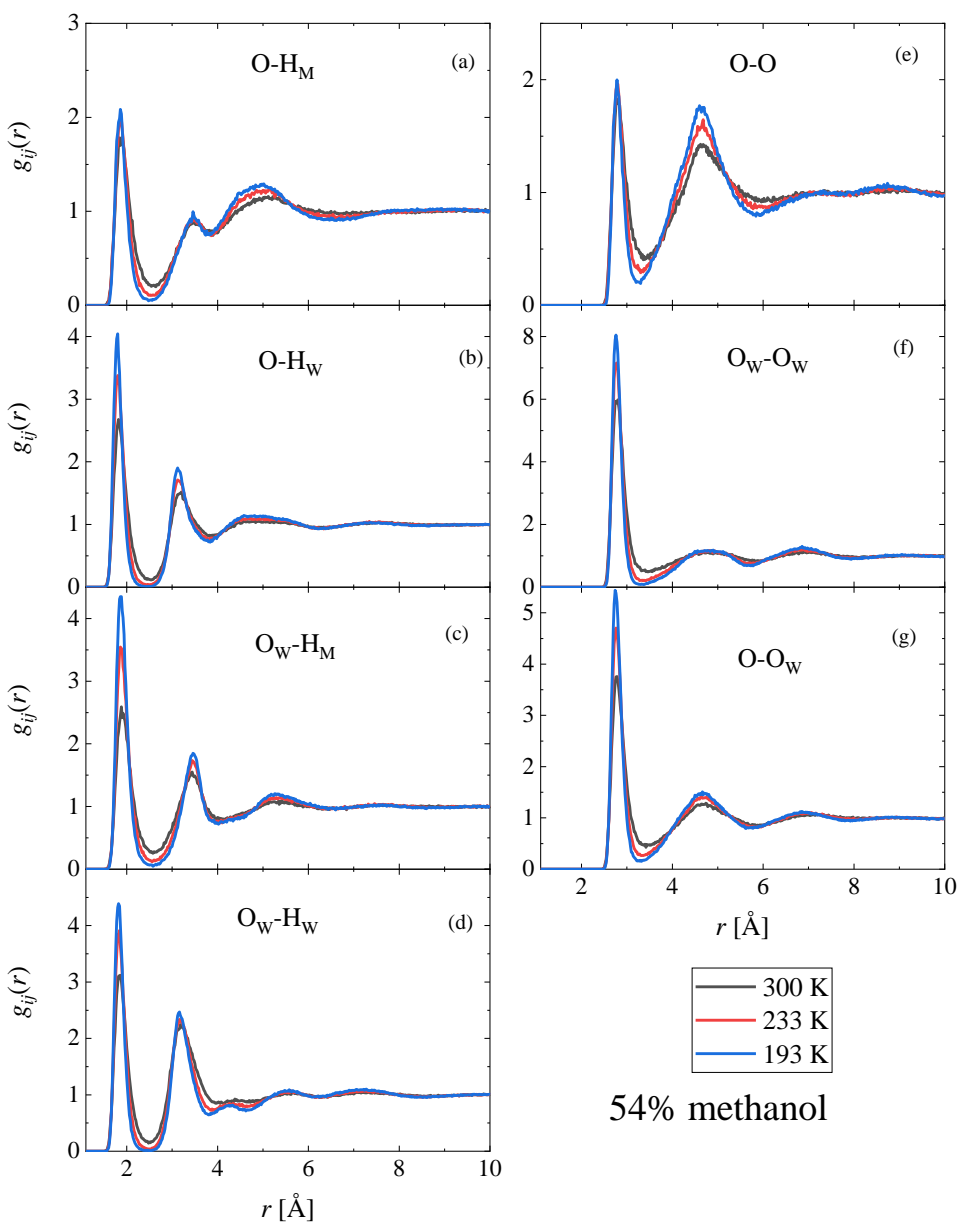 3
2
1
0
g_ij(r)
O-H_M
(a)
4
3
2
1
0
g_ij(r)
O-H_W
(b)
4
3
2
1
0
g_ij(r)
O_W-H_M
(c)
4
3
2
1
0
g_ij(r)
O_W-H_W
(d)
2 4 6 8 10
r [Å]
2
1
0
O-O
(e)
8
6
4
2
0
O_W-O_W
(f)
5
4
3
2
1
0
O-O_W
(g)
2 4 6 8 10
r [Å]
300 K
233 K
193 K
54% methanol